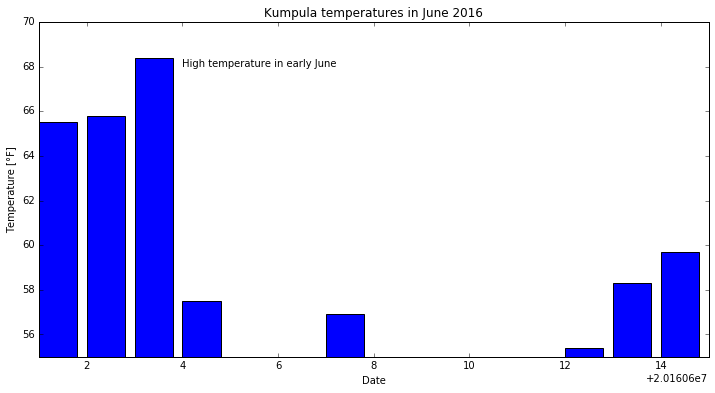 Kumpula temperatures in June 2016
70
68
66
64
62
60
58
56
Temperature [°F]
High temperature in early June
2 4 6 8 10 12 14
+2.01606e7
Date